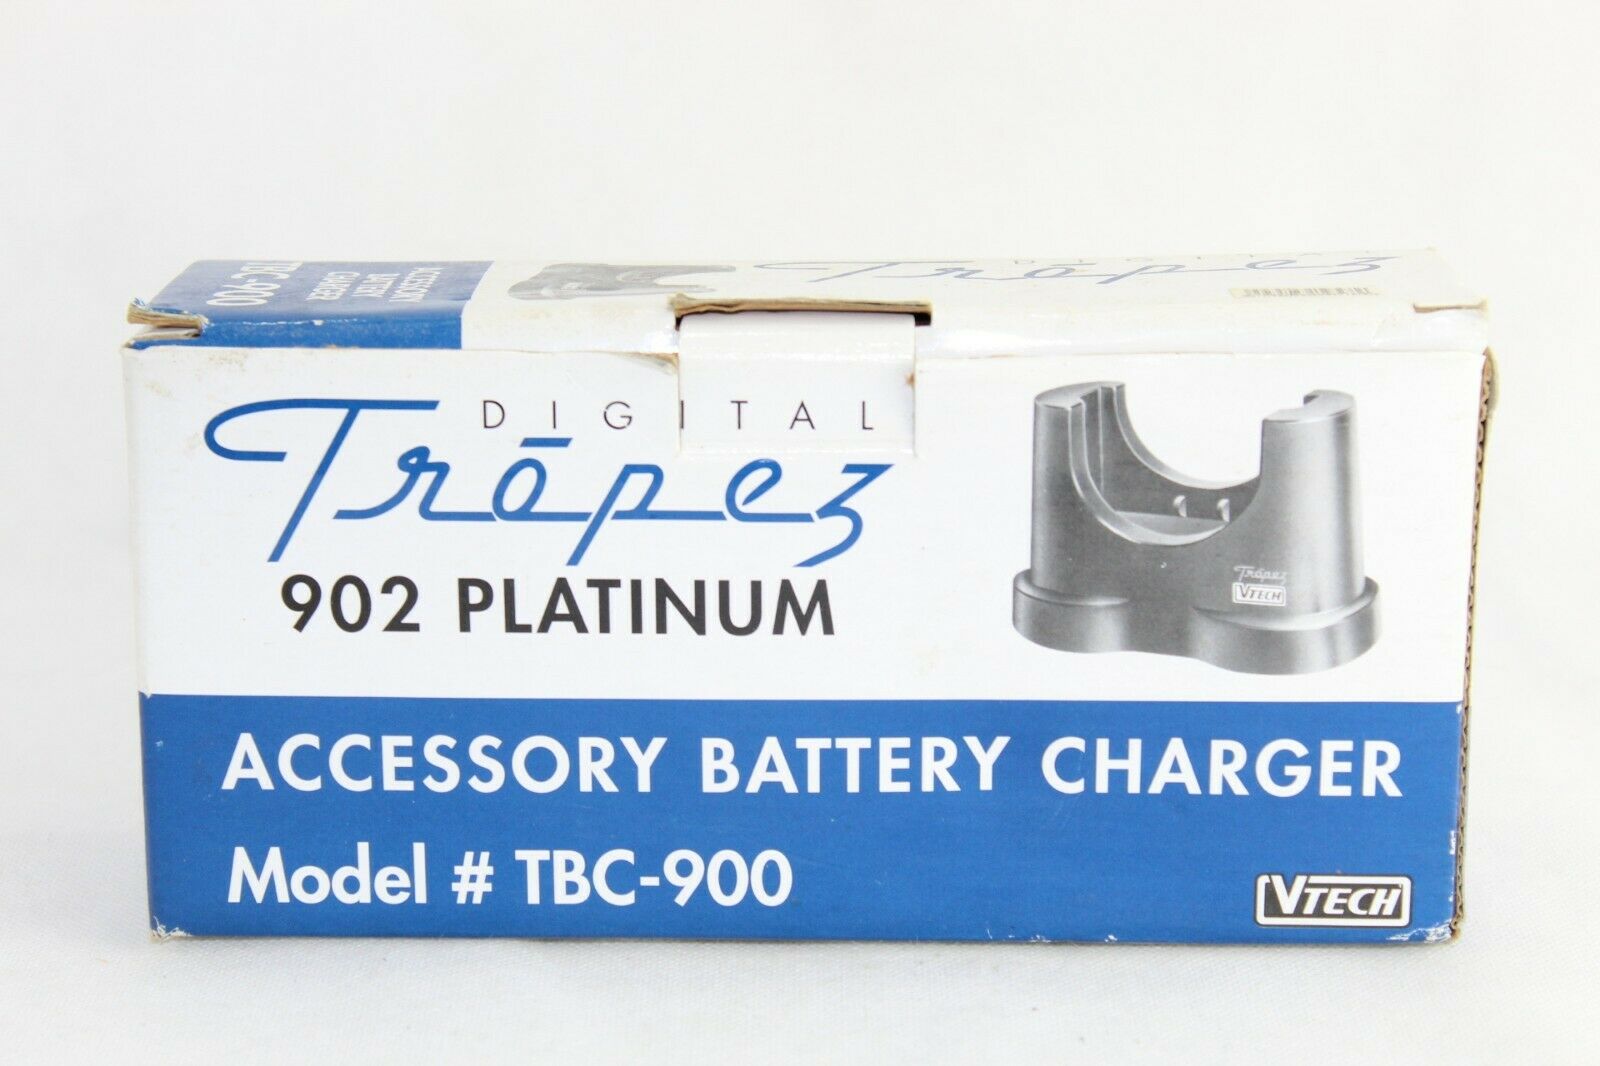 TBC-900
ACCESSORY
BATTERY
CHARGER
DIGITAL
Trōpez
DIGITAL
Trōpez
902 PLATINUM
Trōpez
VTECH
ACCESSORY BATTERY CHARGER
Model # TBC-900
VTECH